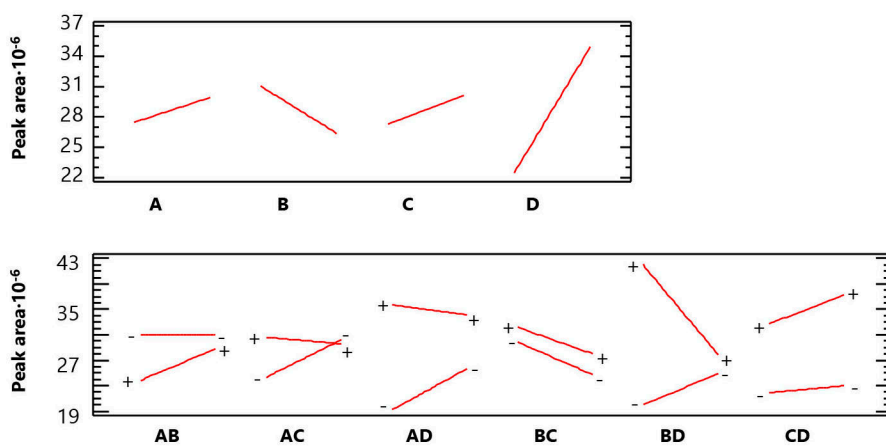 37
34
31
28
25
22
Peak area·10⁻⁶
A B C D
43
35
27
19
Peak area·10⁻⁶
- - + +
+ - - +
+ + - -
+ - + -
+ - + -
+ + - -
AB AC AD BC BD CD